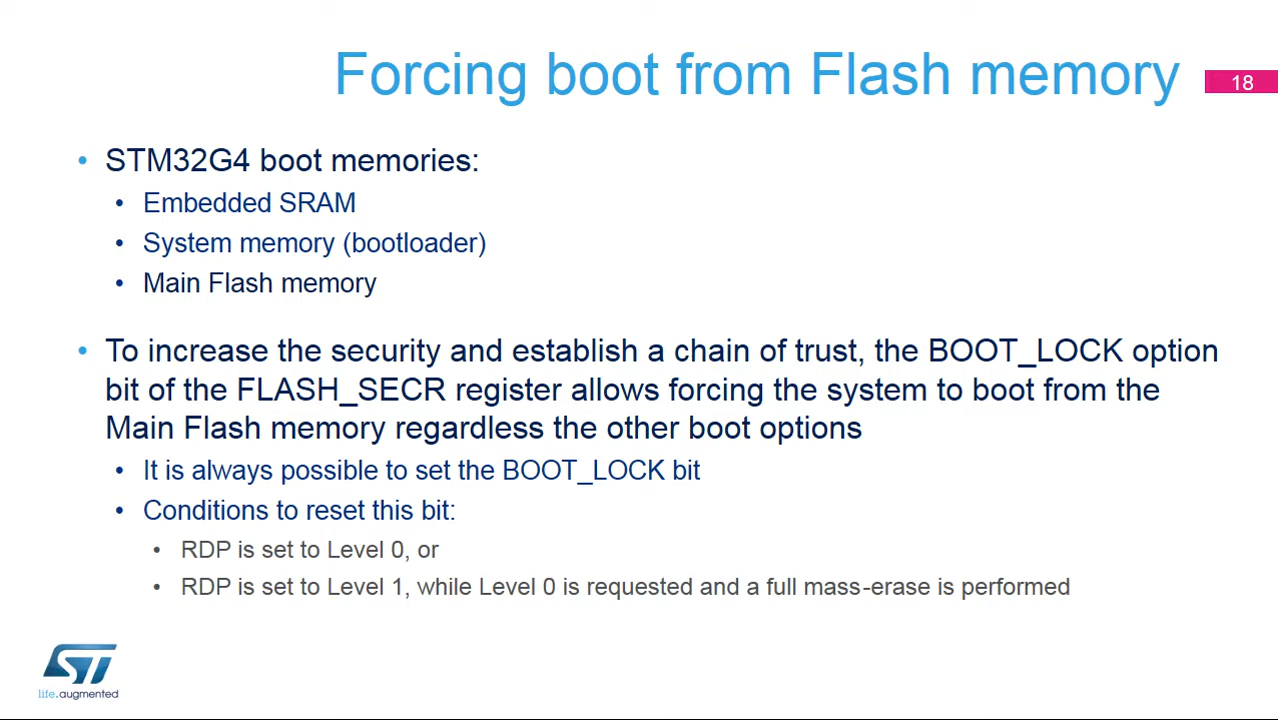 Forcing boot from Flash memory
18
• STM32G4 boot memories:
• Embedded SRAM
• System memory (bootloader)
• Main Flash memory
• To increase the security and establish a chain of trust, the BOOT_LOCK option
bit of the FLASH_SECR register allows forcing the system to boot from the
Main Flash memory regardless the other boot options
• It is always possible to set the BOOT_LOCK bit
• Conditions to reset this bit:
• RDP is set to Level 0, or
• RDP is set to Level 1, while Level 0 is requested and a full mass-erase is performed
ST
life.augmented